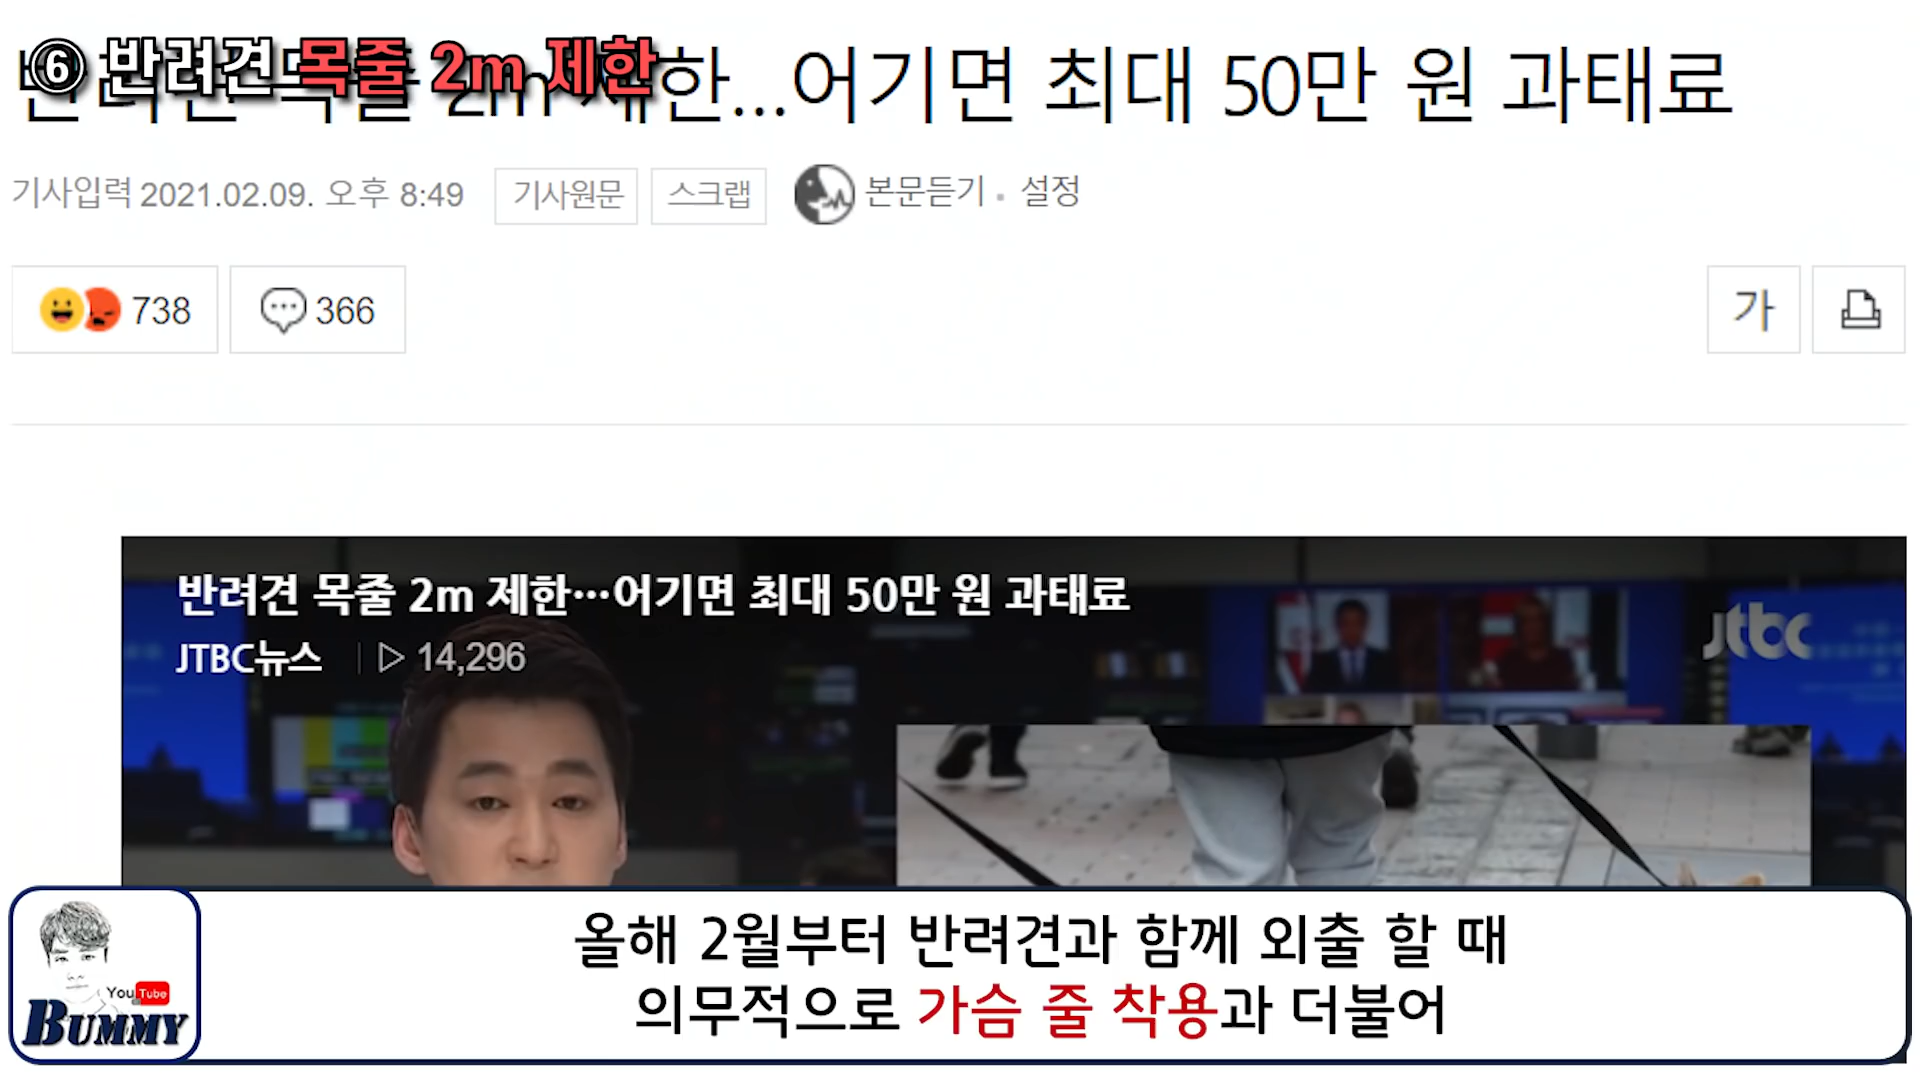 ⑥ 반려견 목줄 2m 제한
반려견 목줄 2m 제한...어기면 최대 50만 원 과태료
기사입력 2021.02.09. 오후 8:49 기사원문 스크랩 본문듣기 · 설정
738 366 가
반려견 목줄 2m 제한…어기면 최대 50만 원 과태료
JTBC뉴스 14,296
jtbc
올해 2월부터 반려견과 함께 외출 할 때
의무적으로 가슴 줄 착용과 더불어
YouTube
BUMMY